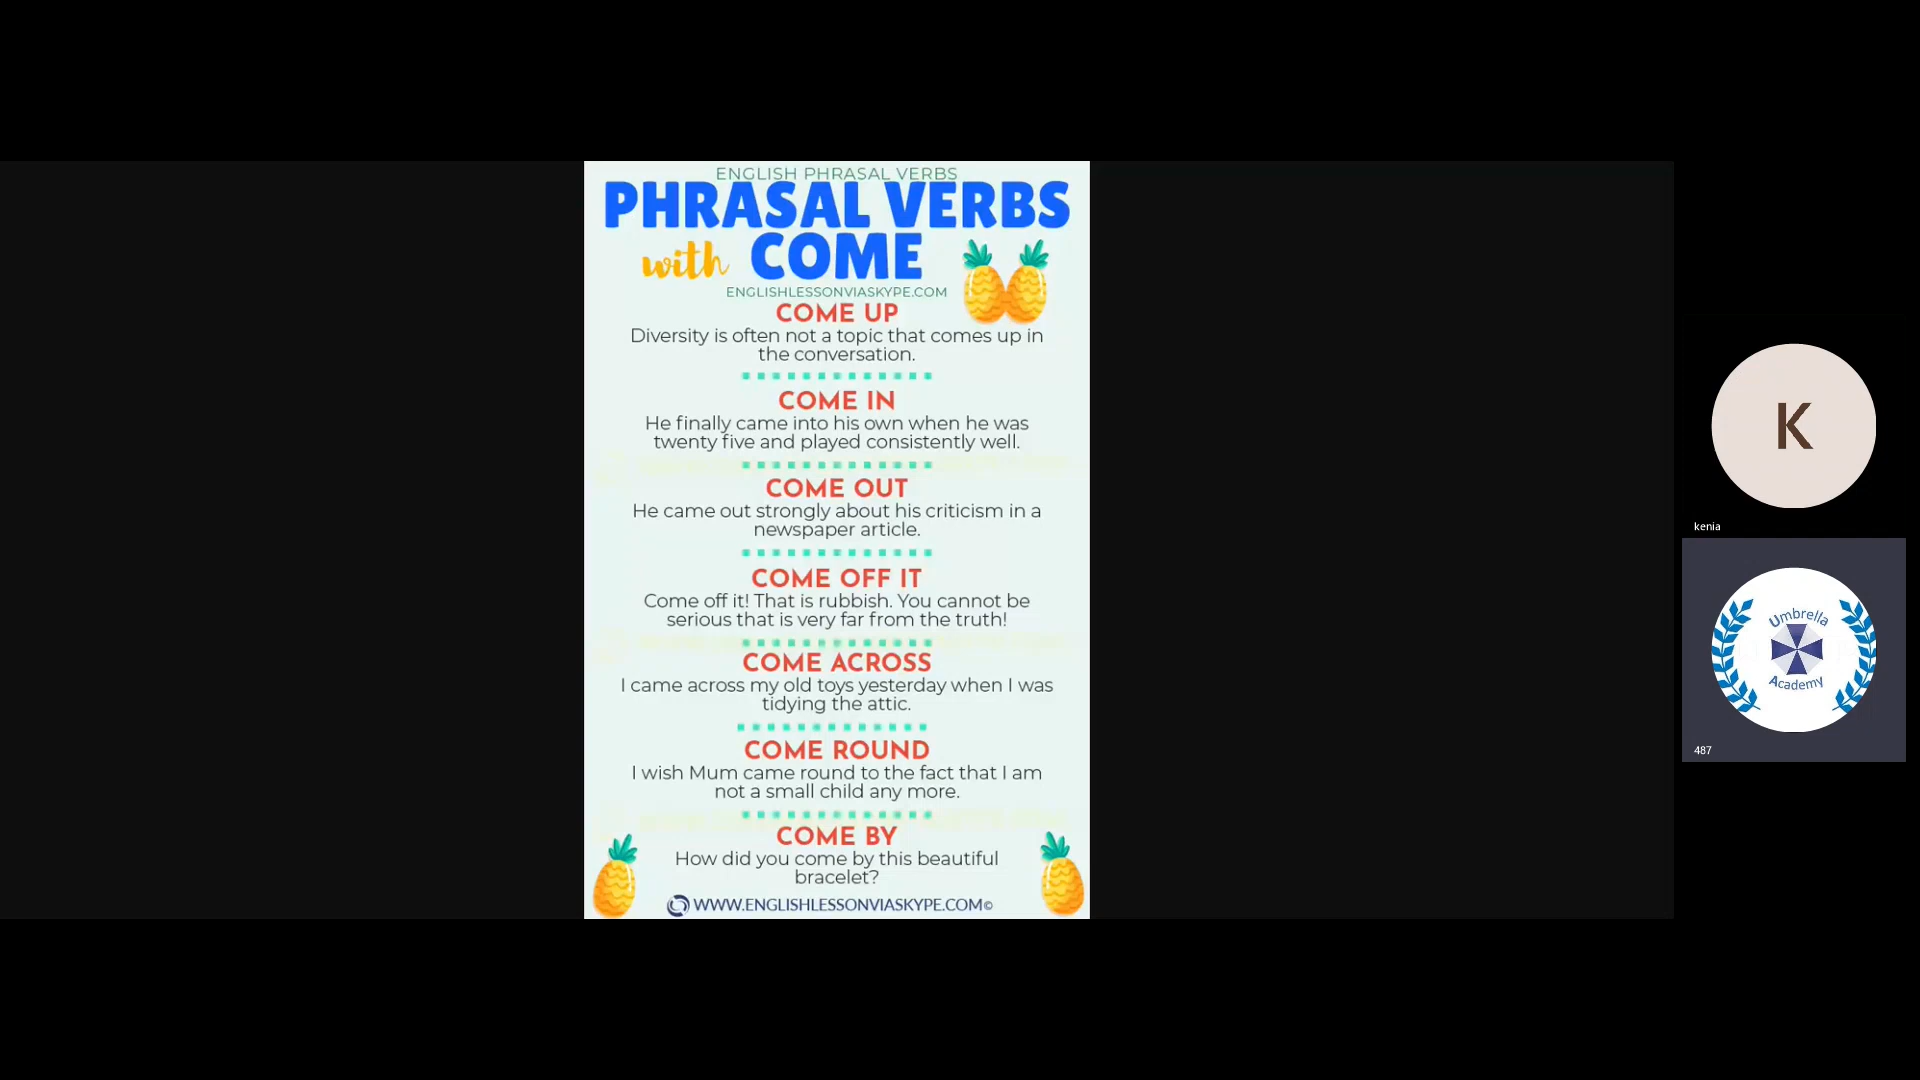 ENGLISH PHRASAL VERBS
PHRASAL VERBS
with COME
ENGLISHLESSONVIASKYPE.COM
COME UP
Diversity is often not a topic that comes up in
the conversation.
COME IN
He finally came into his own when he was
twenty five and played consistently well.
COME OUT
He came out strongly about his criticism in a
newspaper article.
COME OFF IT
Come off it! That is rubbish. You cannot be
serious that is very far from the truth!
COME ACROSS
I came across my old toys yesterday when I was
tidying the attic.
COME ROUND
I wish Mum came round to the fact that I am
not a small child any more.
COME BY
How did you come by this beautiful
bracelet?
WWW.ENGLISHLESSONVIASKYPE.COM©
K
kenia
Umbrella
Academy
487